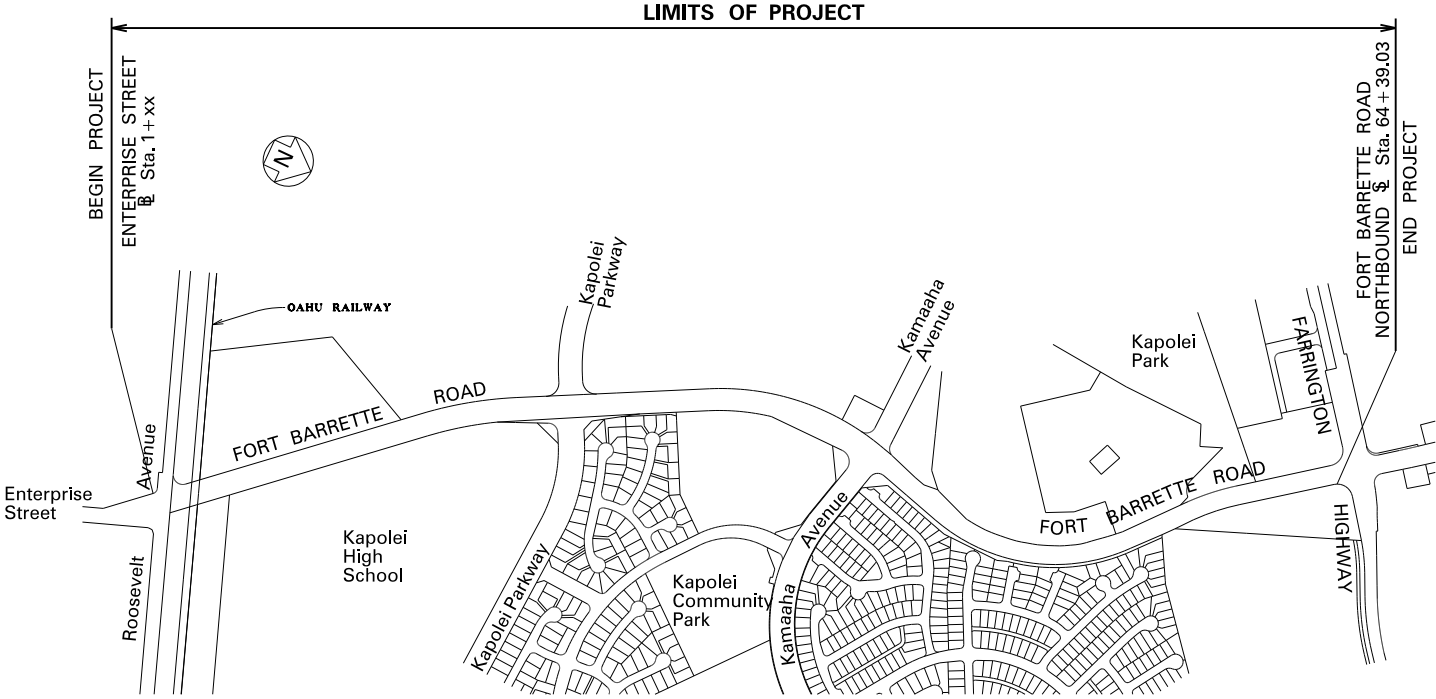 LIMITS OF PROJECT
BEGIN PROJECT
ENTERPRISE STREET
BL Sta. 1+xx
N
FORT BARRETTE ROAD
NORTHBOUND SL Sta. 64+39.03
END PROJECT
OAHU RAILWAY
Kapolei
Parkway
Kamaaha
Avenue
Kapolei
Park
FARRINGTON
HIGHWAY
FORT BARRETTE ROAD
Avenue
Roosevelt
Enterprise
Street
Kapolei
High
School
Kapolei Parkway
Kapolei
Community
Park
Kamaaha
Avenue
FORT BARRETTE ROAD